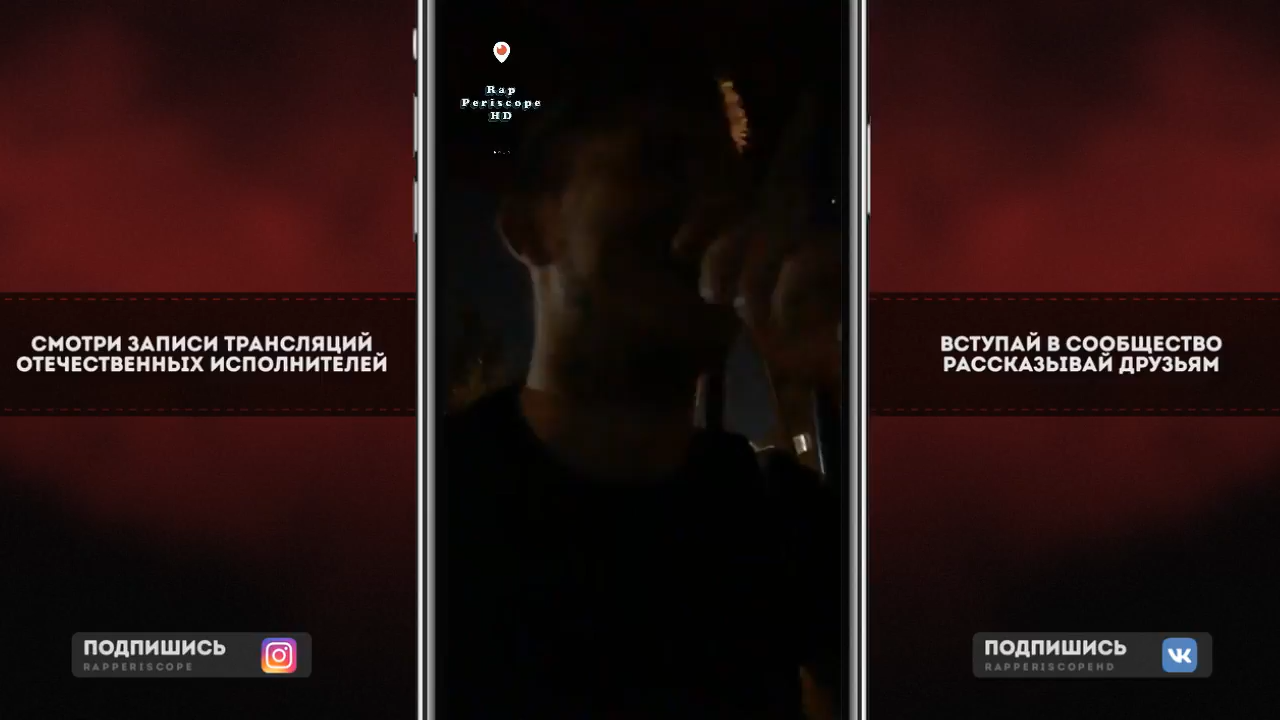 Rap
Periscope
HD
СМОТРИ ЗАПИСИ ТРАНСЛЯЦИЙ
ОТЕЧЕСТВЕННЫХ ИСПОЛНИТЕЛЕЙ
ВСТУПАЙ В СООБЩЕСТВО
РАССКАЗЫВАЙ ДРУЗЬЯМ
ПОДПИШИСЬ
RAPPERISCOPE
ПОДПИШИСЬ
RAPPERISCOPEHD